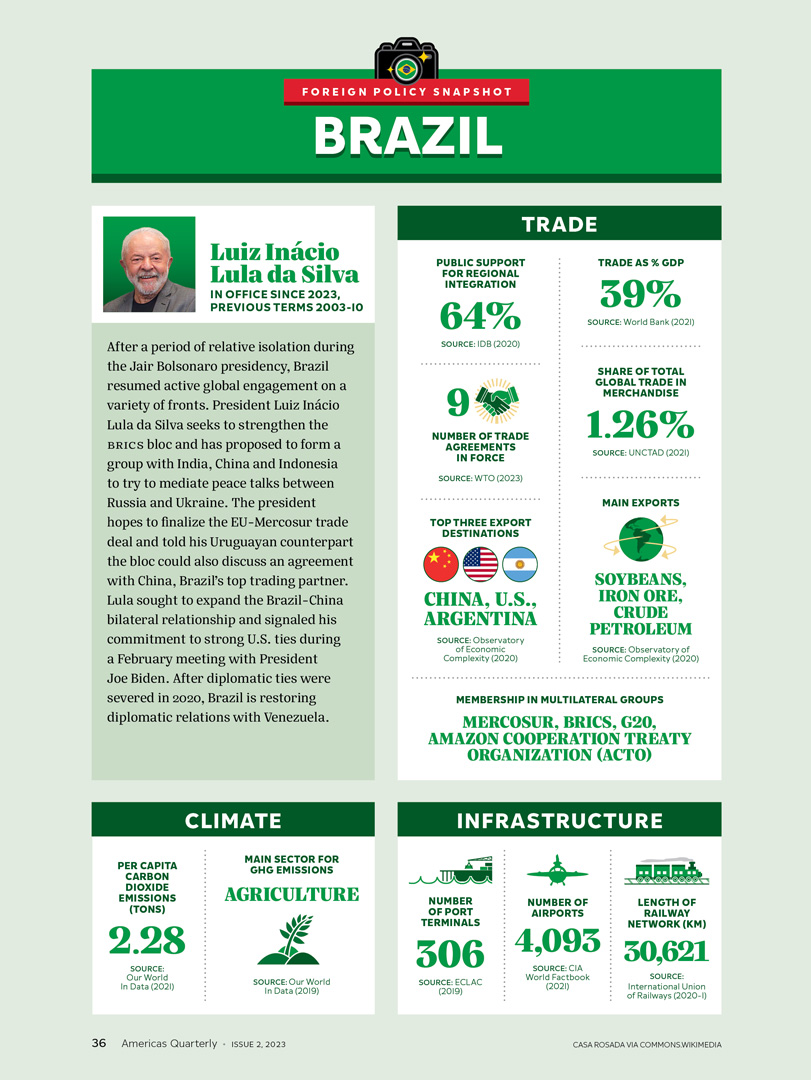 FOREIGN POLICY SNAPSHOT
BRAZIL
Luiz Inácio
Lula da Silva
IN OFFICE SINCE 2023,
PREVIOUS TERMS 2003-10
After a period of relative isolation during
the Jair Bolsonaro presidency, Brazil
resumed active global engagement on a
variety of fronts. President Luiz Inácio
Lula da Silva seeks to strengthen the
BRICS bloc and has proposed to form a
group with India, China and Indonesia
to try to mediate peace talks between
Russia and Ukraine. The president
hopes to finalize the EU-Mercosur trade
deal and told his Uruguayan counterpart
the bloc could also discuss an agreement
with China, Brazil's top trading partner.
Lula sought to expand the Brazil-China
bilateral relationship and signaled his
commitment to strong U.S. ties during
a February meeting with President
Joe Biden. After diplomatic ties were
severed in 2020, Brazil is restoring
diplomatic relations with Venezuela.
TRADE
PUBLIC SUPPORT
FOR REGIONAL
INTEGRATION
64%
SOURCE: IDB (2020)
9
NUMBER OF TRADE
AGREEMENTS
IN FORCE
SOURCE: WTO (2023)
TOP THREE EXPORT
DESTINATIONS
CHINA, U.S.,
ARGENTINA
SOURCE: Observatory
of Economic
Complexity (2020)
TRADE AS % GDP
39%
SOURCE: World Bank (2021)
SHARE OF TOTAL
GLOBAL TRADE IN
MERCHANDISE
1.26%
SOURCE: UNCTAD (2021)
MAIN EXPORTS
SOYBEANS,
IRON ORE,
CRUDE
PETROLEUM
SOURCE: Observatory of
Economic Complexity (2020)
MEMBERSHIP IN MULTILATERAL GROUPS
MERCOSUR, BRICS, G20,
AMAZON COOPERATION TREATY
ORGANIZATION (ACTO)
CLIMATE
PER CAPITA
CARBON
DIOXIDE
EMISSIONS
(TONS)
2.28
SOURCE:
Our World
In Data (2021)
MAIN SECTOR FOR
GHG EMISSIONS
AGRICULTURE
SOURCE: Our World
In Data (2019)
INFRASTRUCTURE
NUMBER
OF PORT
TERMINALS
306
SOURCE: ECLAC
(2019)
NUMBER OF
AIRPORTS
4,093
SOURCE: CIA
World Factbook
(2021)
LENGTH OF
RAILWAY
NETWORK (KM)
30,621
SOURCE:
International Union
of Railways (2020-1)
36 Americas Quarterly • ISSUE 2, 2023
CASA ROSADA VIA COMMONS.WIKIMEDIA